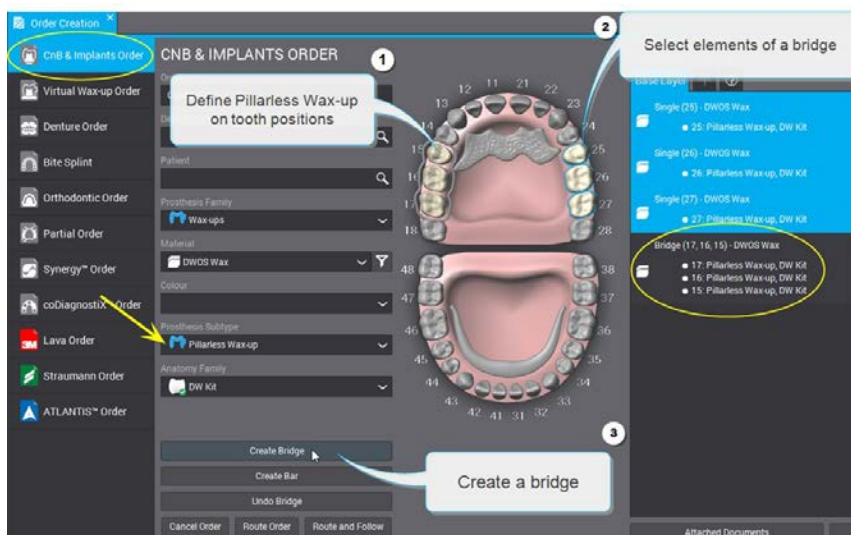 Order Creation
CnB & Implants Order
Virtual Wax-up Order
Denture Order
Bite Splint
Orthodontic Order
Partial Order
Synergy™ Order
coDiagnostiX™ Order
Lava Order
Straumann Order
ATLANTIS™ Order
CNB & IMPLANTS ORDER
1
Define Pillarless Wax-up
on tooth positions
Patient
Prosthesis Family
Wax-ups
Material
DWOS Wax
Colour
Prosthesis Subtype
Pillarless Wax-up
Anatomy Family
DW Kit
Create Bridge
Create Bar
Undo Bridge
Cancel Order
Route Order
Route and Follow
2
Select elements of a bridge
12 11 21 22
13 23
14 24
15 25
16 26
17 27
18 28
48 38
47 37
46 36
45 35
44 34
43 33
42 41 31 32
3
Create a bridge
Base Layer
Single (25) - DWOS Wax
25: Pillarless Wax-up, DW Kit
Single (26) - DWOS Wax
26: Pillarless Wax-up, DW Kit
Single (27) - DWOS Wax
27: Pillarless Wax-up, DW Kit
Bridge (17, 16, 15) - DWOS Wax
17: Pillarless Wax-up, DW Kit
16: Pillarless Wax-up, DW Kit
15: Pillarless Wax-up, DW Kit
Attached Documents